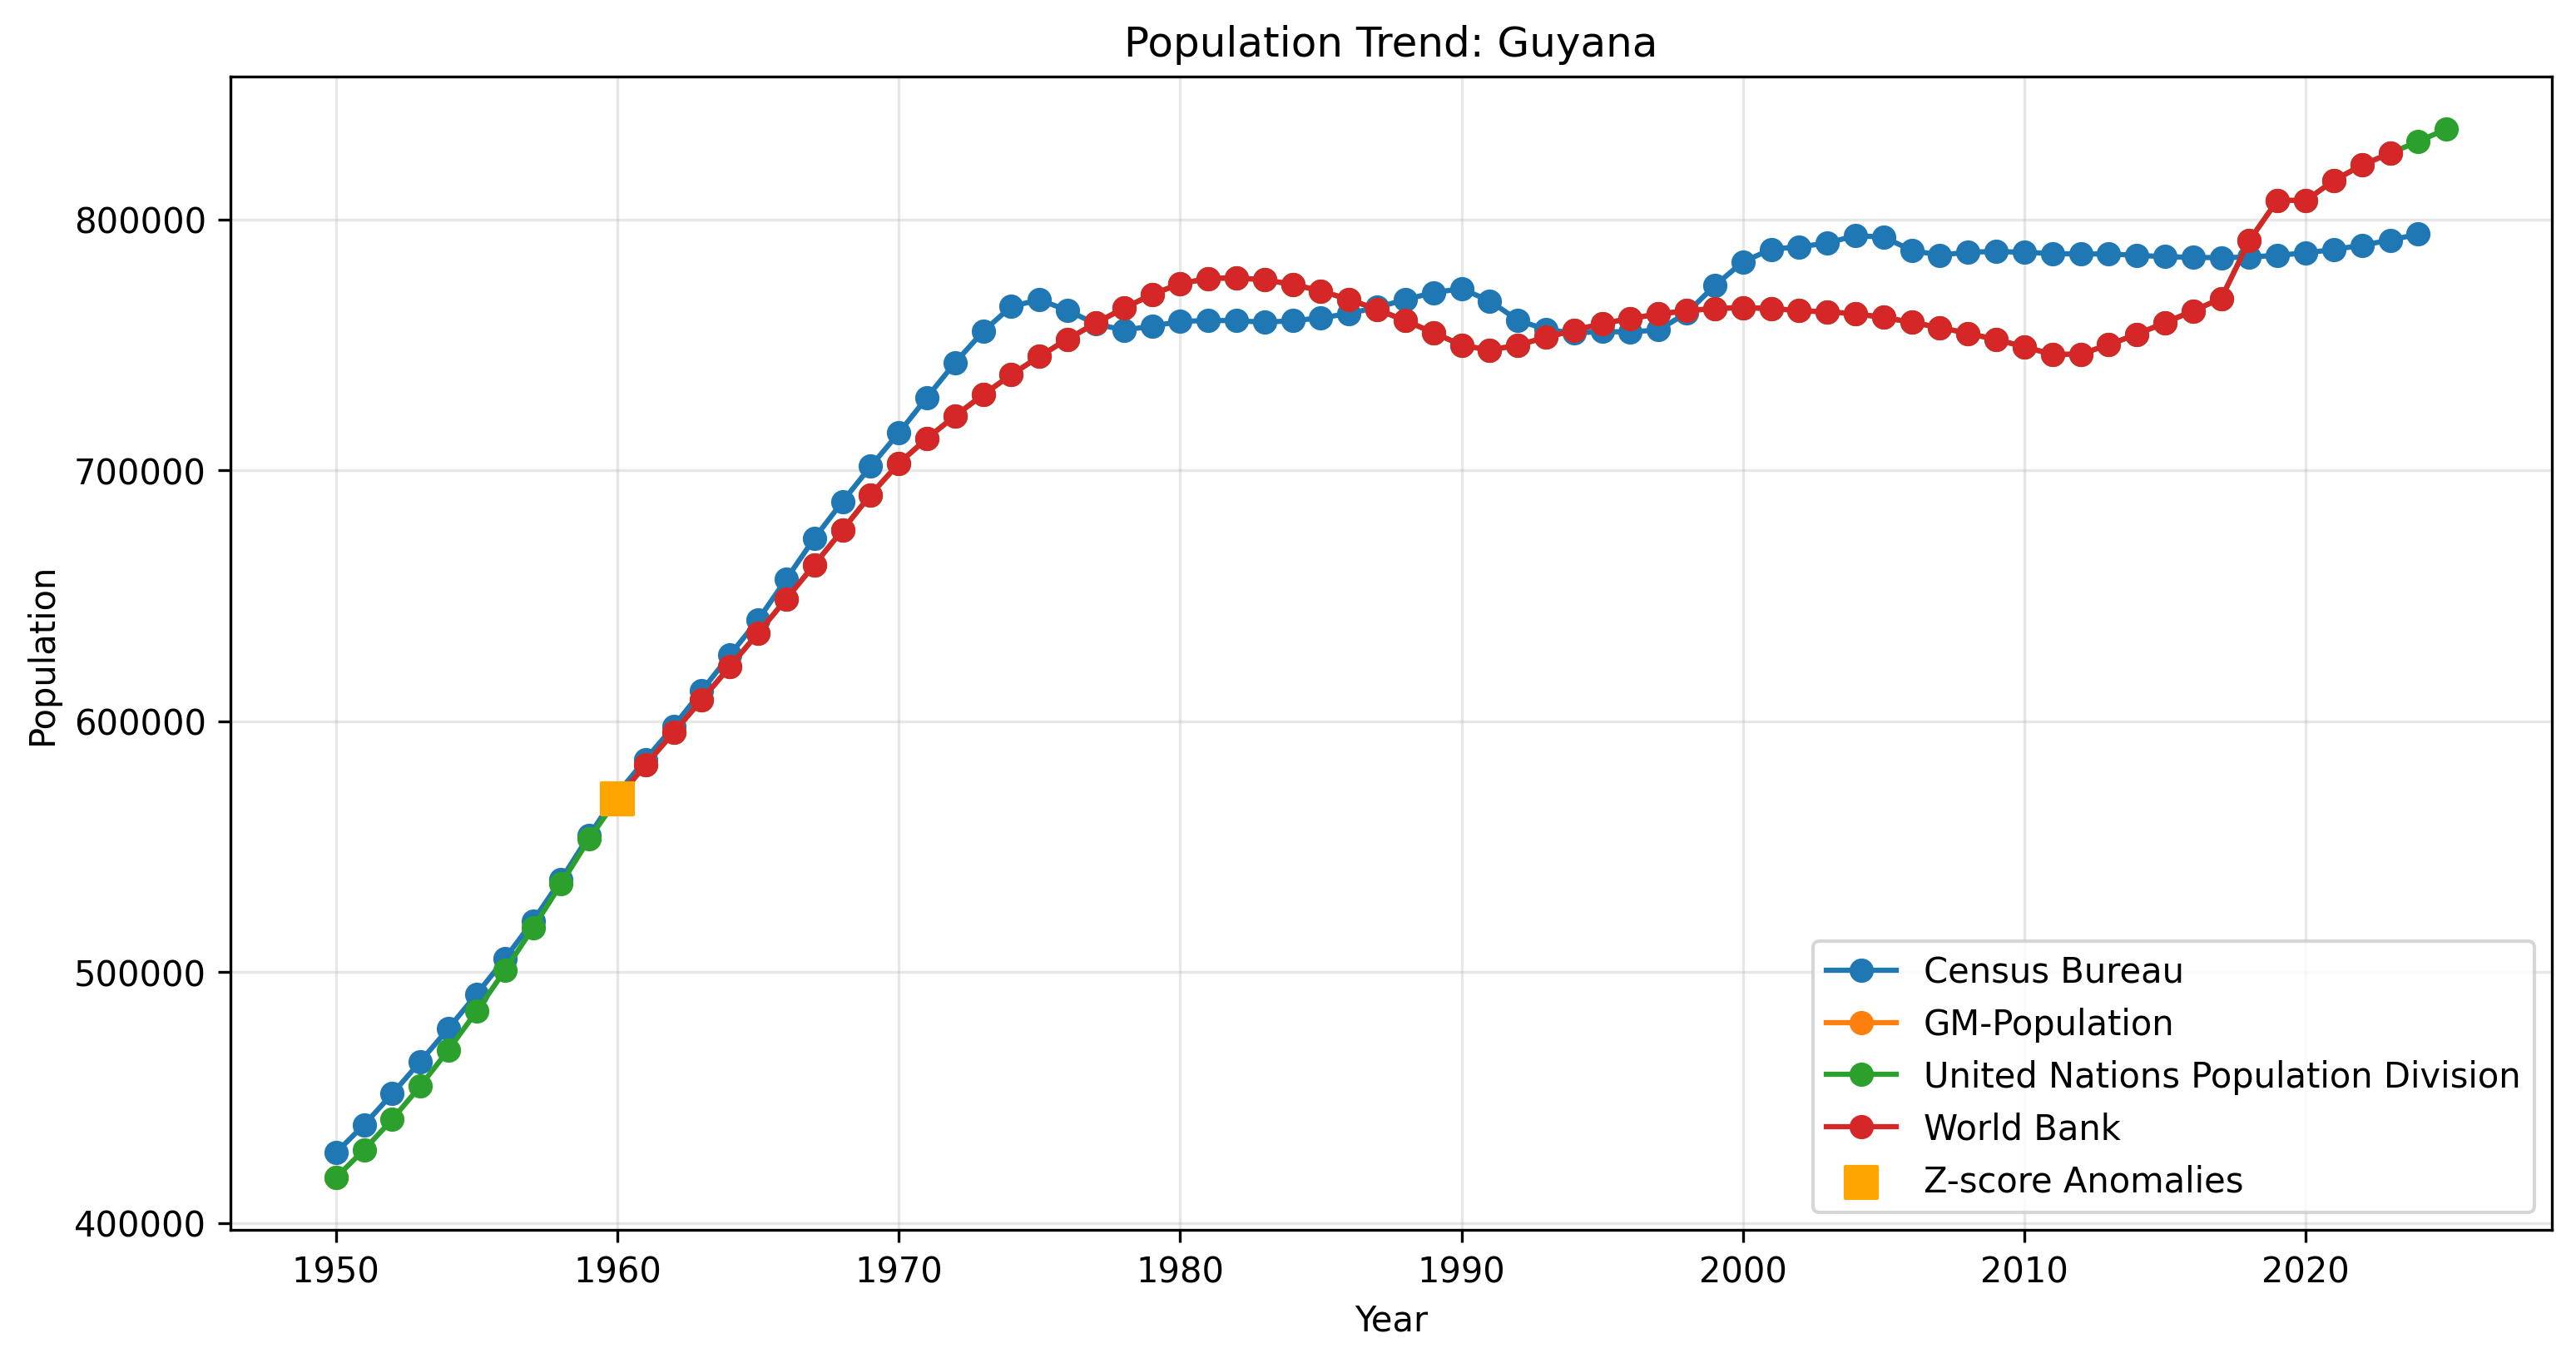 Population Trend: Guyana
Population
800000
700000
600000
500000
400000
1950 1960 1970 1980 1990 2000 2010 2020
Year
Census Bureau
GM-Population
United Nations Population Division
World Bank
Z-score Anomalies